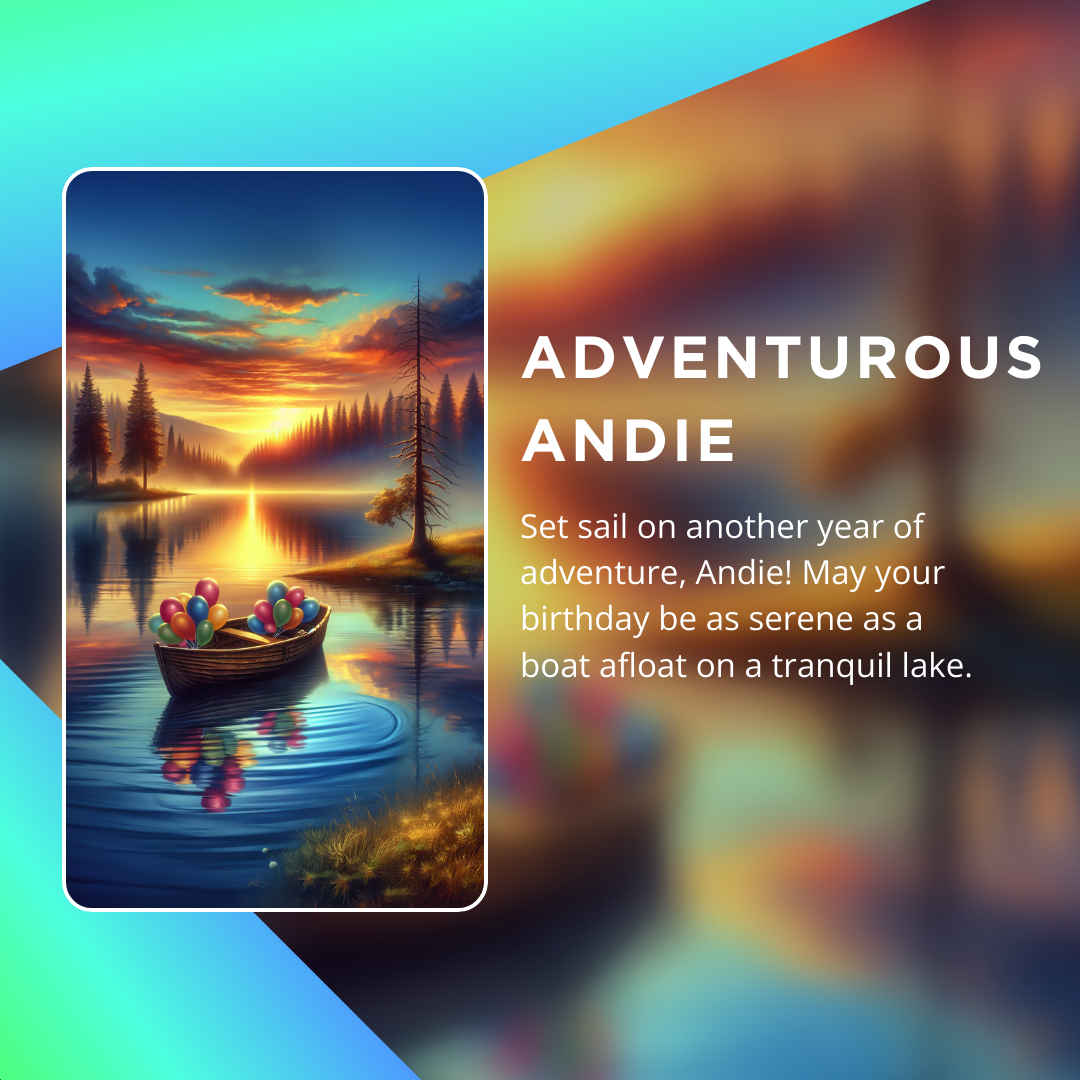 ADVENTUROUS
ANDIE
Set sail on another year of
adventure, Andie! May your
birthday be as serene as a
boat afloat on a tranquil lake.